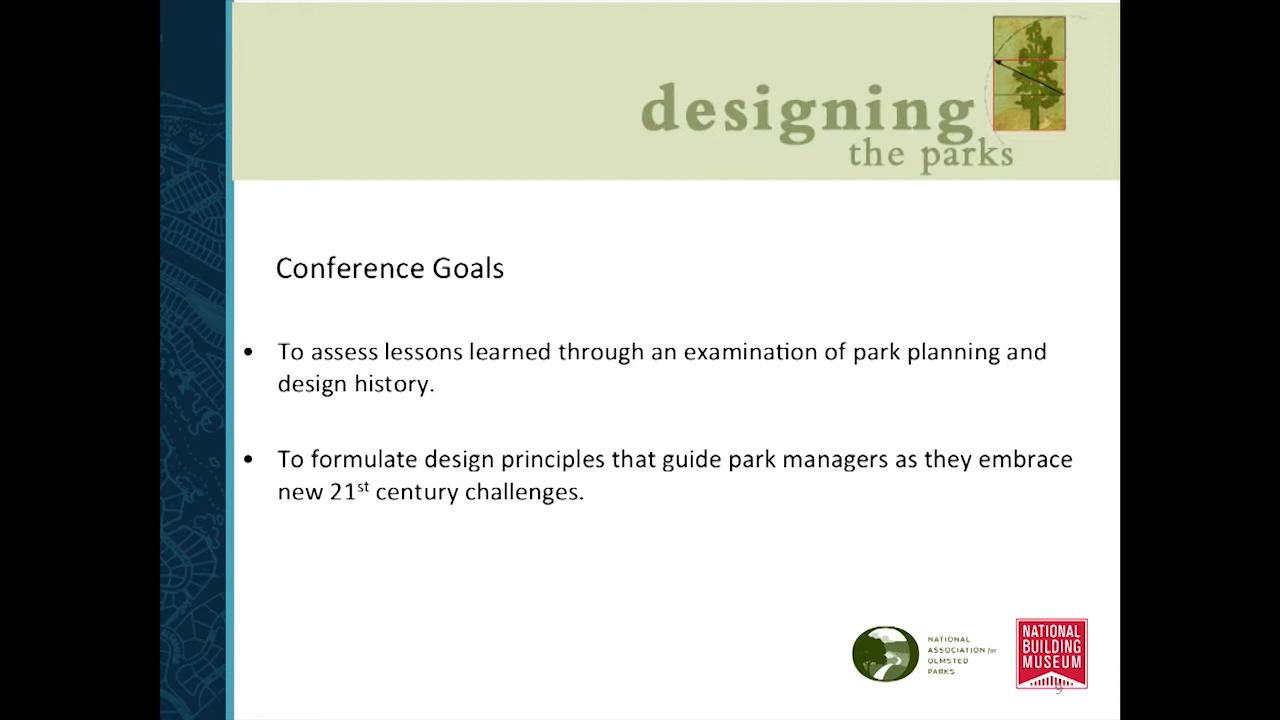 designing
the parks
Conference Goals
• To assess lessons learned through an examination of park planning and
design history.
• To formulate design principles that guide park managers as they embrace
new 21st century challenges.
NATIONAL
ASSOCIATION for
OLMSTED
PARKS
NATIONAL
BUILDING
MUSEUM
9